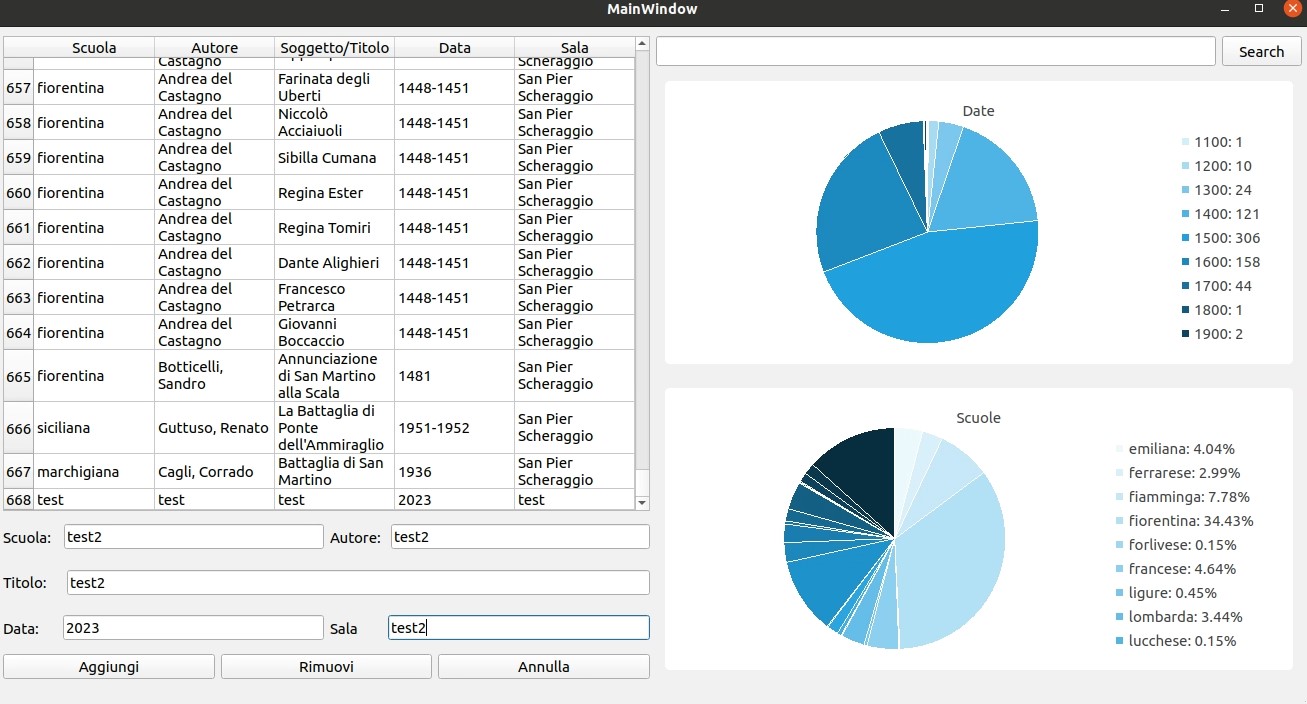 MainWindow
Scuola Autore Soggetto/Titolo Data Sala
Castagno Scheraggio
657 fiorentina Andrea del Castagno Farinata degli Uberti 1448-1451 San Pier Scheraggio
658 fiorentina Andrea del Castagno Niccolò Acciaiuoli 1448-1451 San Pier Scheraggio
659 fiorentina Andrea del Castagno Sibilla Cumana 1448-1451 San Pier Scheraggio
660 fiorentina Andrea del Castagno Regina Ester 1448-1451 San Pier Scheraggio
661 fiorentina Andrea del Castagno Regina Tomiri 1448-1451 San Pier Scheraggio
662 fiorentina Andrea del Castagno Dante Alighieri 1448-1451 San Pier Scheraggio
663 fiorentina Andrea del Castagno Francesco Petrarca 1448-1451 San Pier Scheraggio
664 fiorentina Andrea del Castagno Giovanni Boccaccio 1448-1451 San Pier Scheraggio
665 fiorentina Botticelli, Sandro Annunciazione di San Martino alla Scala 1481 San Pier Scheraggio
666 siciliana Guttuso, Renato La Battaglia di Ponte dell'Ammiraglio 1951-1952 San Pier Scheraggio
667 marchigiana Cagli, Corrado Battaglia di San Martino 1936 San Pier Scheraggio
668 test test test 2023 test
Scuola: test2 Autore: test2
Titolo: test2
Data: 2023 Sala test2
Aggiungi Rimuovi Annulla
Search
Date
1100: 1
1200: 10
1300: 24
1400: 121
1500: 306
1600: 158
1700: 44
1800: 1
1900: 2
Scuole
emiliana: 4.04%
ferrarese: 2.99%
fiamminga: 7.78%
fiorentina: 34.43%
forlivese: 0.15%
francese: 4.64%
ligure: 0.45%
lombarda: 3.44%
lucchese: 0.15%